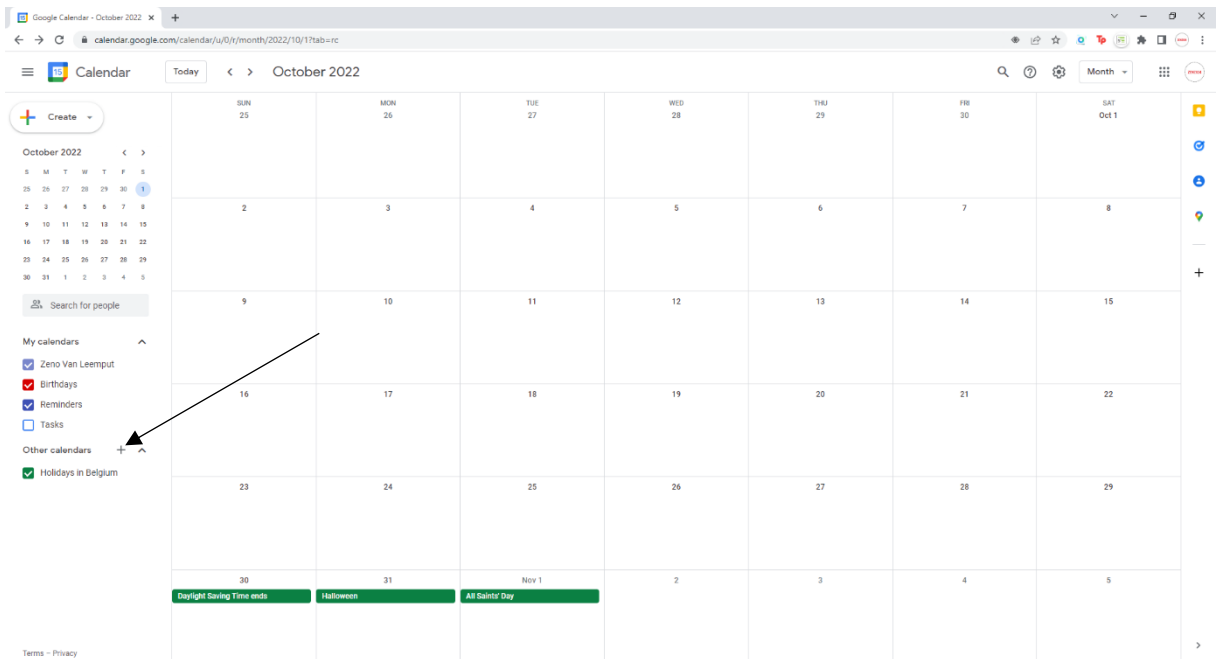 Google Calendar - October 2022
calendar.google.com/calendar/u/0/r/month/2022/10/1?tab=rc
15 Calendar Today October 2022 Month
Create
October 2022
S M T W T F S
25 26 27 28 29 30 1
2 3 4 5 6 7 8
9 10 11 12 13 14 15
16 17 18 19 20 21 22
23 24 25 26 27 28 29
30 31 1 2 3 4 5
Search for people
My calendars
Zeno Van Leemput
Birthdays
Reminders
Tasks
Other calendars
Holidays in Belgium
Terms – Privacy
SUN MON TUE WED THU FRI SAT
25 26 27 28 29 30 Oct 1
2 3 4 5 6 7 8
9 10 11 12 13 14 15
16 17 18 19 20 21 22
23 24 25 26 27 28 29
30 31 Nov 1 2 3 4 5
Daylight Saving Time ends Halloween All Saints' Day